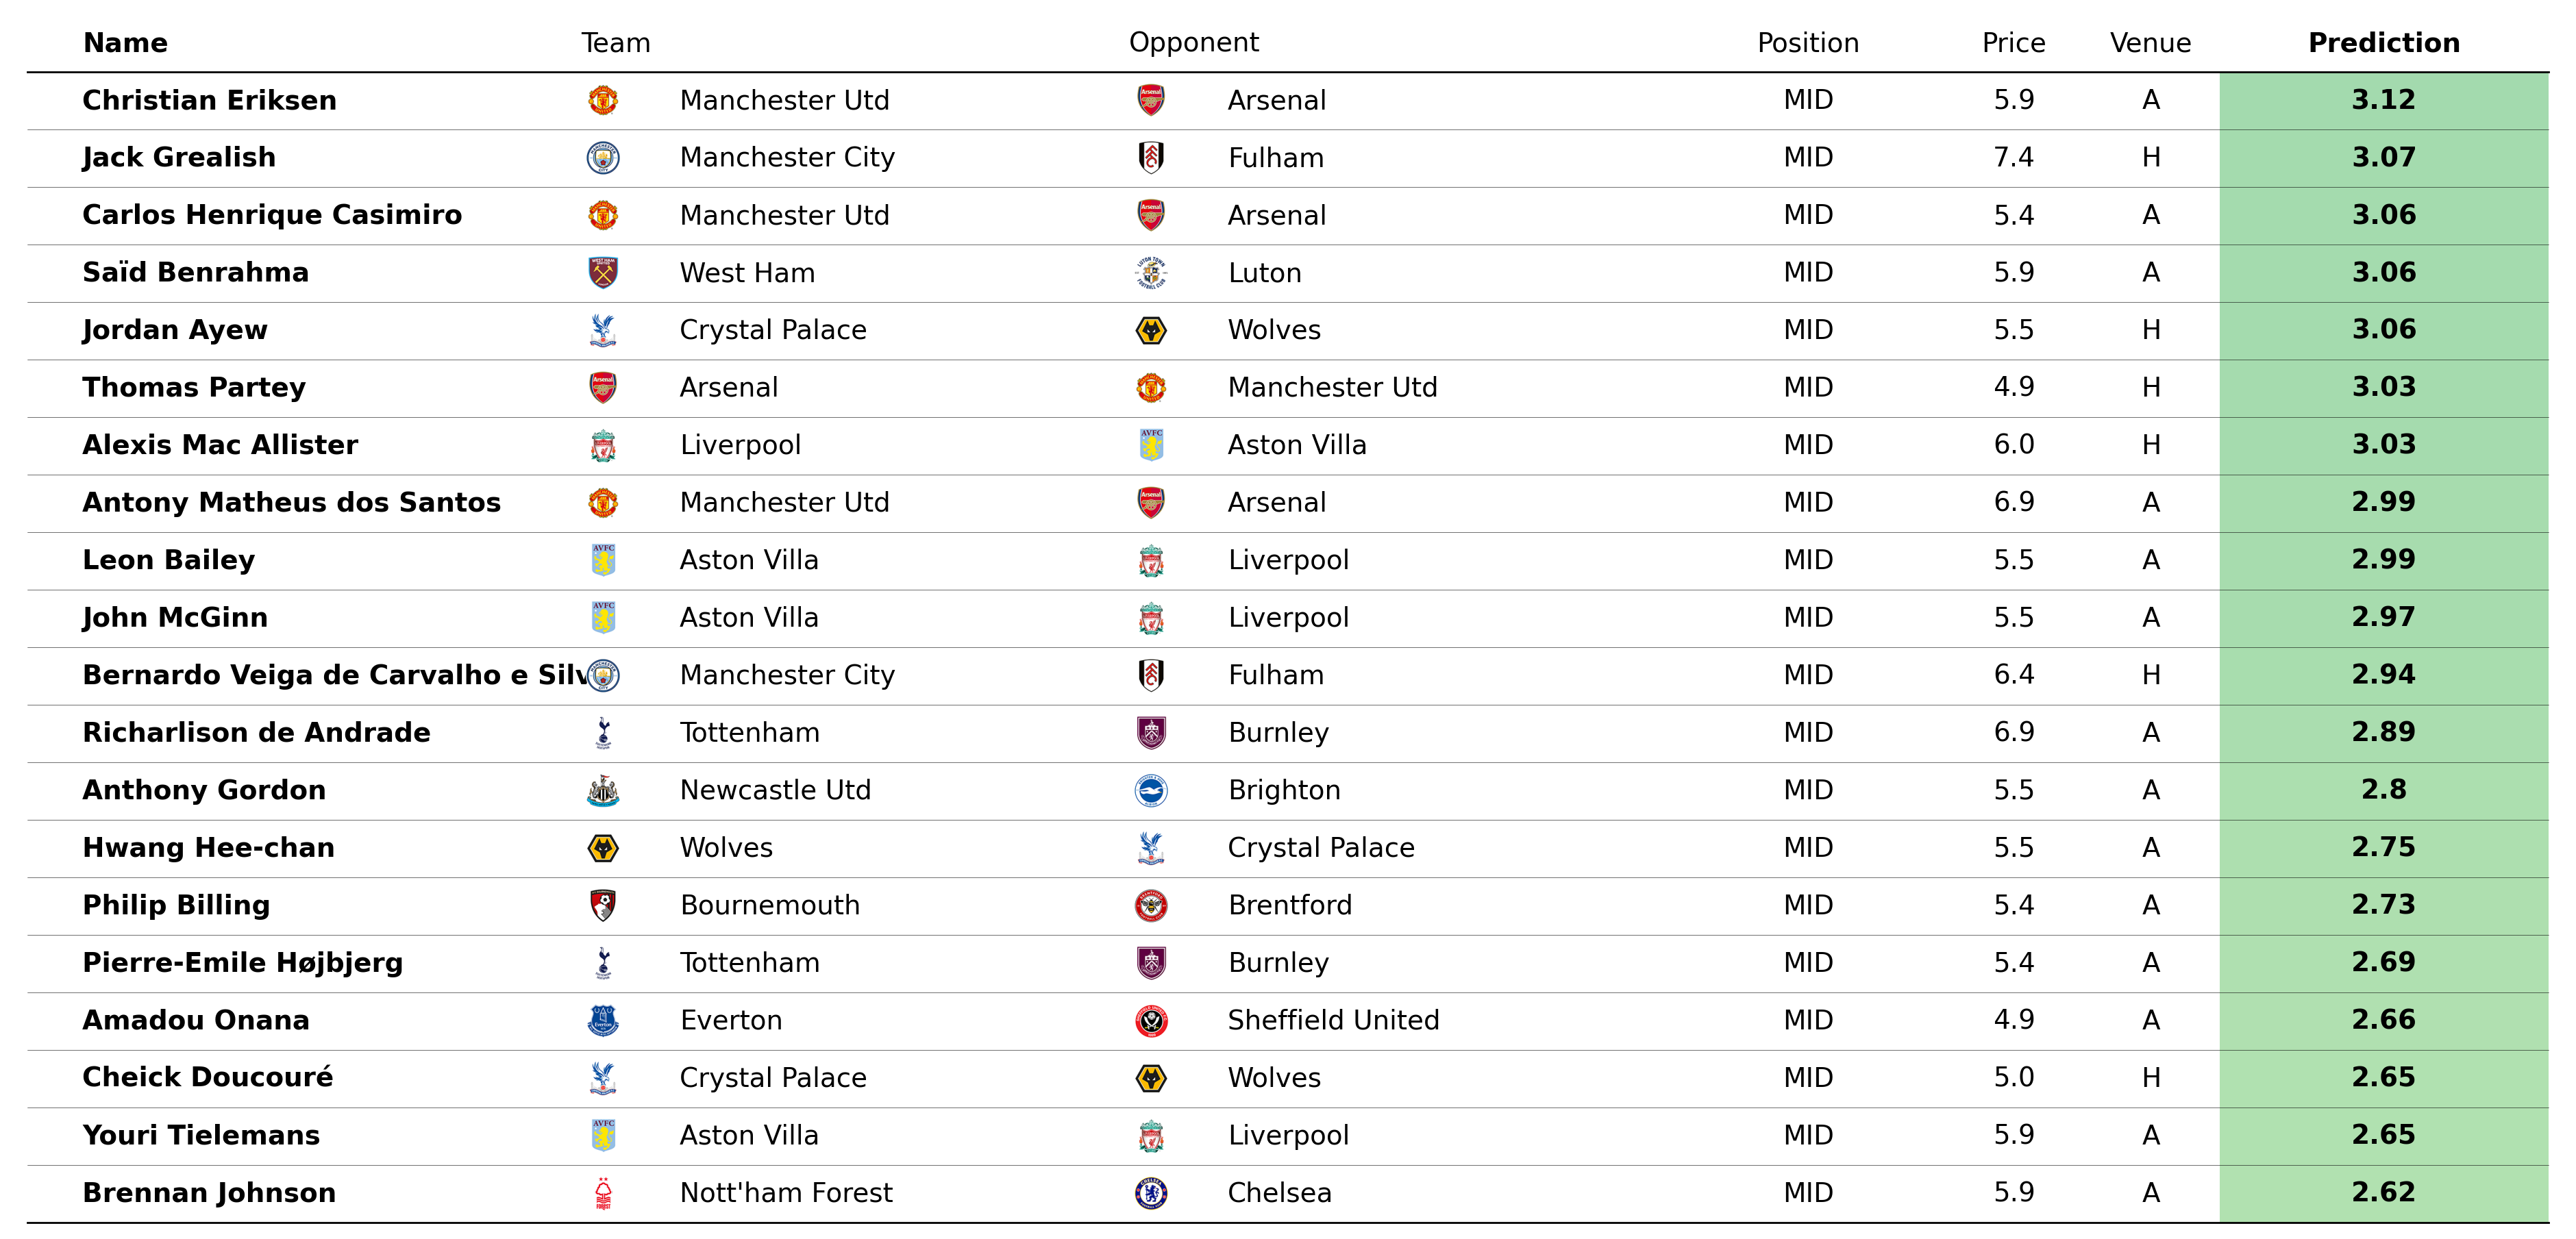 Name Team Opponent Position Price Venue Prediction
Christian Eriksen Manchester Utd Arsenal MID 5.9 A 3.12
Jack Grealish Manchester City Fulham MID 7.4 H 3.07
Carlos Henrique Casimiro Manchester Utd Arsenal MID 5.4 A 3.06
Saïd Benrahma West Ham Luton MID 5.9 A 3.06
Jordan Ayew Crystal Palace Wolves MID 5.5 H 3.06
Thomas Partey Arsenal Manchester Utd MID 4.9 H 3.03
Alexis Mac Allister Liverpool Aston Villa MID 6.0 H 3.03
Antony Matheus dos Santos Manchester Utd Arsenal MID 6.9 A 2.99
Leon Bailey Aston Villa Liverpool MID 5.5 A 2.99
John McGinn Aston Villa Liverpool MID 5.5 A 2.97
Bernardo Veiga de Carvalho e Silv Manchester City Fulham MID 6.4 H 2.94
Richarlison de Andrade Tottenham Burnley MID 6.9 A 2.89
Anthony Gordon Newcastle Utd Brighton MID 5.5 A 2.8
Hwang Hee-chan Wolves Crystal Palace MID 5.5 A 2.75
Philip Billing Bournemouth Brentford MID 5.4 A 2.73
Pierre-Emile Højbjerg Tottenham Burnley MID 5.4 A 2.69
Amadou Onana Everton Sheffield United MID 4.9 A 2.66
Cheick Doucouré Crystal Palace Wolves MID 5.0 H 2.65
Youri Tielemans Aston Villa Liverpool MID 5.9 A 2.65
Brennan Johnson Nott'ham Forest Chelsea MID 5.9 A 2.62